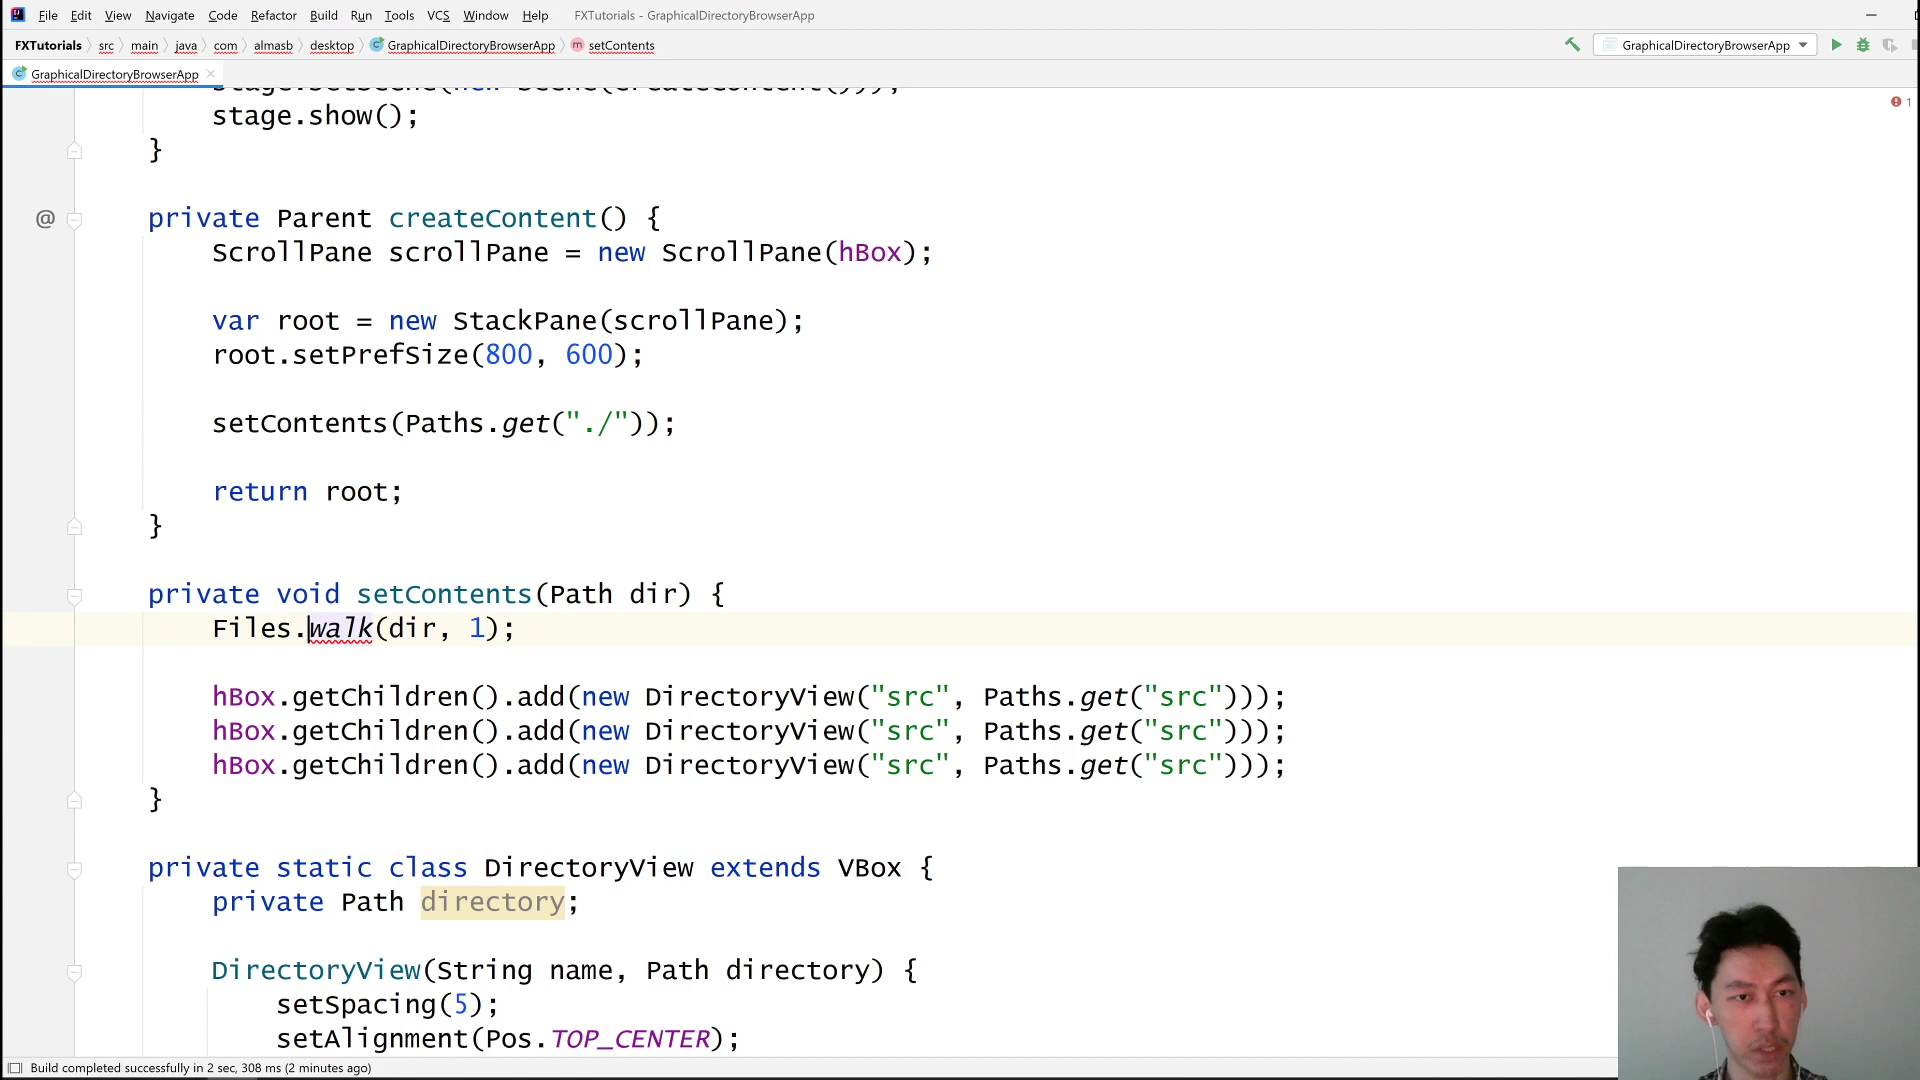 File Edit View Navigate Code Refactor Build Run Tools VCS Window Help FXTutorials - GraphicalDirectoryBrowserApp
FXTutorials src main java com almasb desktop GraphicalDirectoryBrowserApp setContents GraphicalDirectoryBrowserApp
GraphicalDirectoryBrowserApp
stage.setScene(new Scene(createContent()));
1
stage.show();
}
@ private Parent createContent() {
ScrollPane scrollPane = new ScrollPane(hBox);
var root = new StackPane(scrollPane);
root.setPrefSize(800, 600);
setContents(Paths.get("./"));
return root;
}
private void setContents(Path dir) {
Files.walk(dir, 1);
hBox.getChildren().add(new DirectoryView("src", Paths.get("src")));
hBox.getChildren().add(new DirectoryView("src", Paths.get("src")));
hBox.getChildren().add(new DirectoryView("src", Paths.get("src")));
}
private static class DirectoryView extends VBox {
private Path directory;
DirectoryView(String name, Path directory) {
setSpacing(5);
setAlignment(Pos.TOP_CENTER);
Build completed successfully in 2 sec, 308 ms (2 minutes ago)